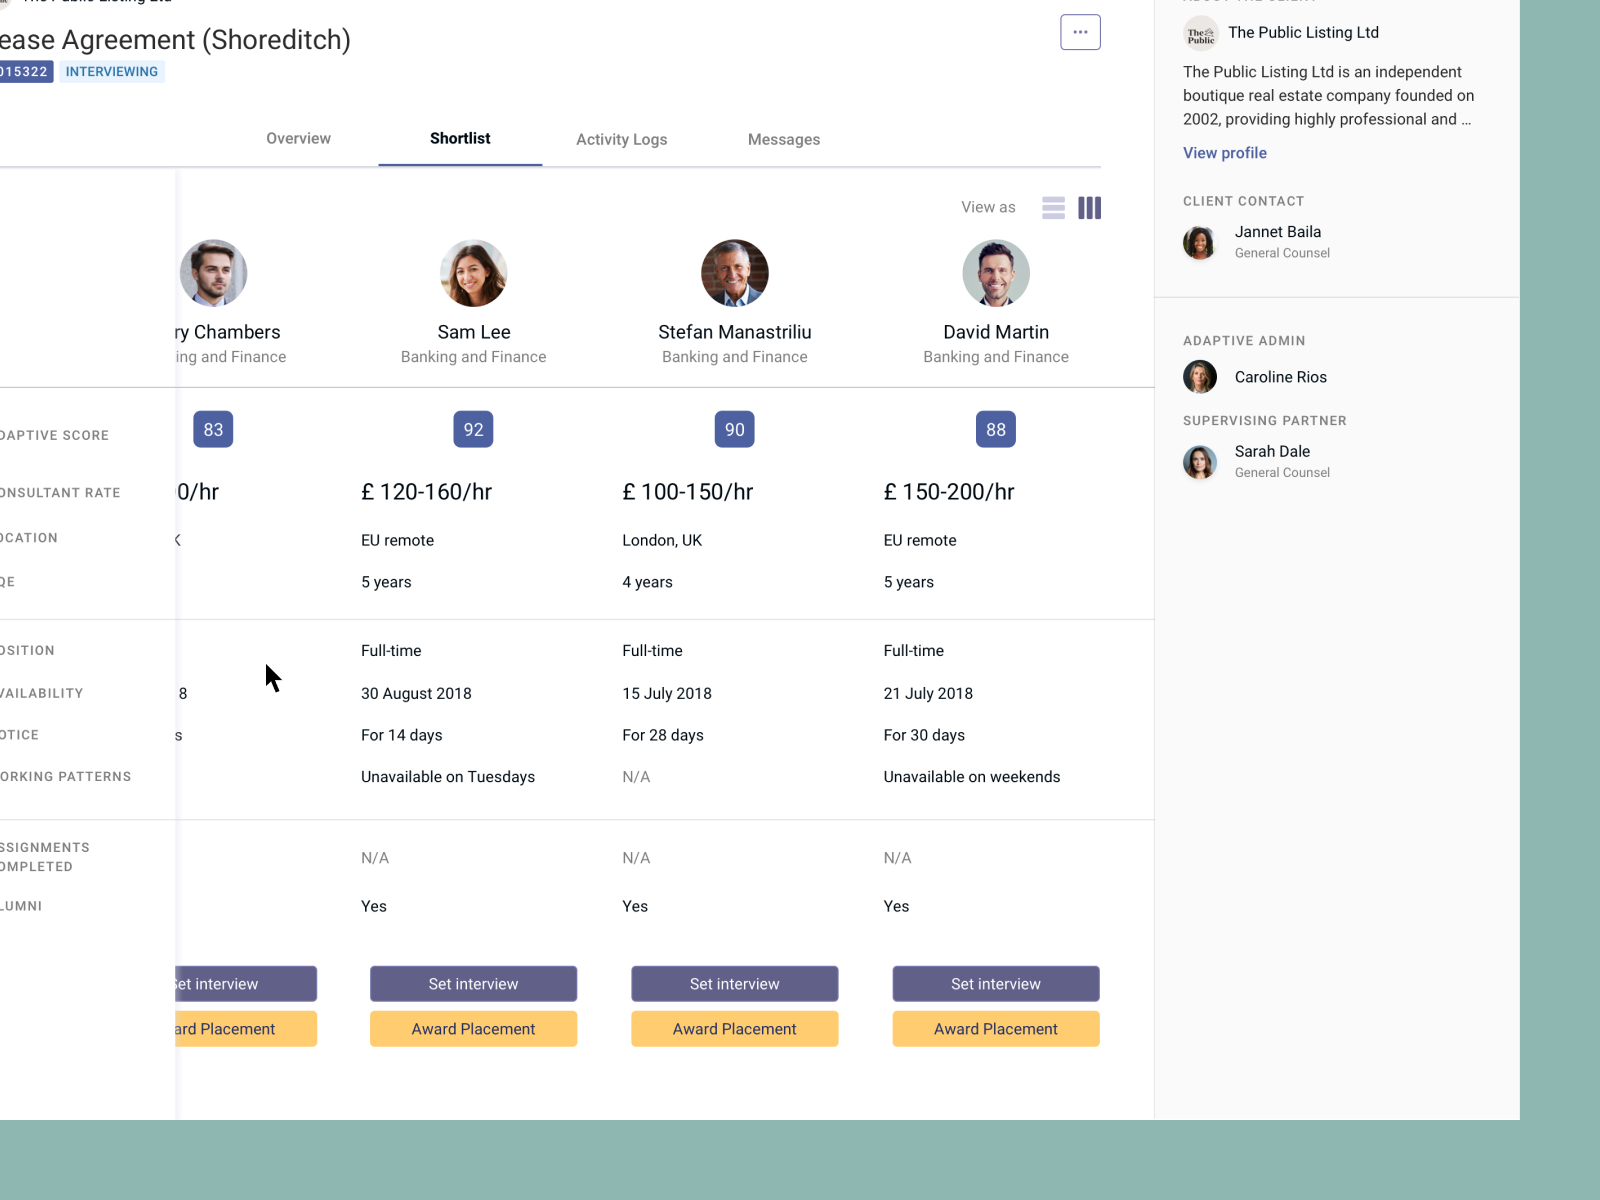 ease Agreement (Shoreditch)
015322 INTERVIEWING
...
Overview Shortlist Activity Logs Messages
View as
ry Chambers Sam Lee Stefan Manastriliu David Martin
ing and Finance Banking and Finance Banking and Finance Banking and Finance
DAPTIVE SCORE 83 92 90 88
ONSULTANT RATE 0/hr £ 120-160/hr £ 100-150/hr £ 150-200/hr
OCATION K EU remote London, UK EU remote
QE 5 years 4 years 5 years
OSITION Full-time Full-time Full-time
VAILABILITY 8 30 August 2018 15 July 2018 21 July 2018
OTICE s For 14 days For 28 days For 30 days
ORKING PATTERNS Unavailable on Tuesdays N/A Unavailable on weekends
SSIGNMENTS
OMPLETED N/A N/A N/A
LUMNI Yes Yes Yes
Set interview Set interview Set interview Set interview
ard Placement Award Placement Award Placement Award Placement
The Public
The Public Listing Ltd
The Public Listing Ltd is an independent
boutique real estate company founded on
2002, providing highly professional and ...
View profile
CLIENT CONTACT
Jannet Baila
General Counsel
ADAPTIVE ADMIN
Caroline Rios
SUPERVISING PARTNER
Sarah Dale
General Counsel